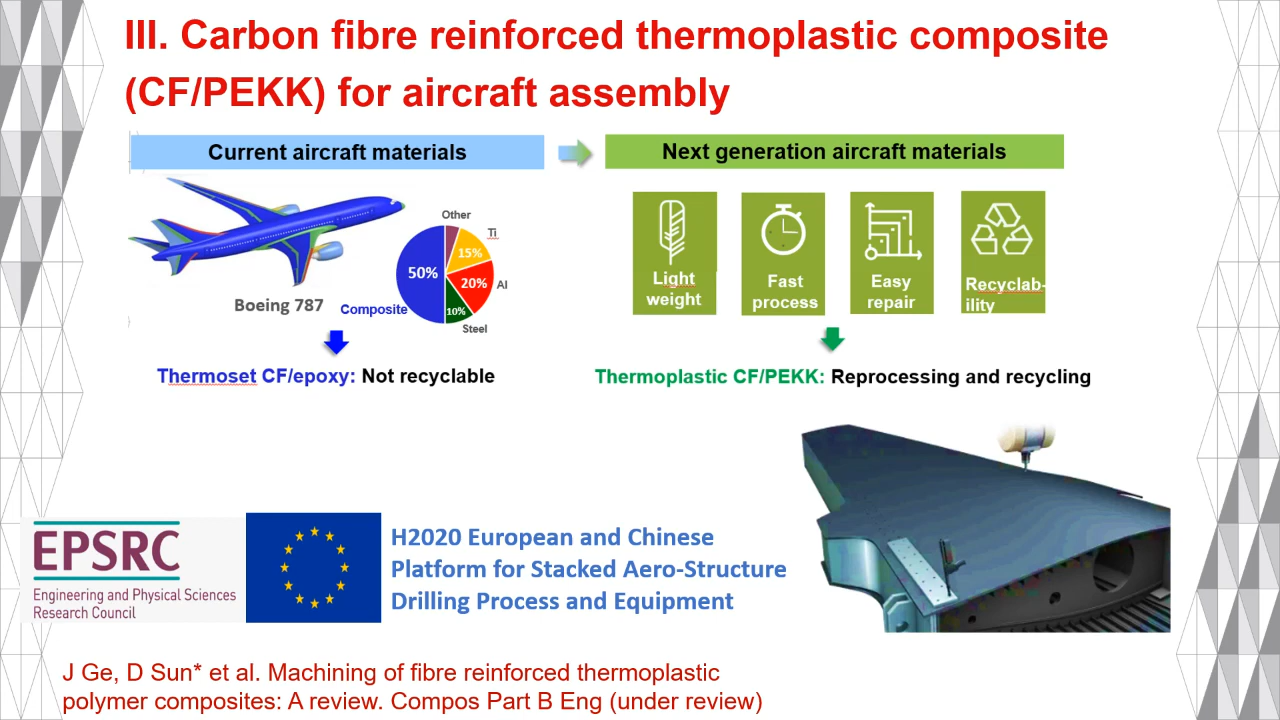 III. Carbon fibre reinforced thermoplastic composite
(CF/PEKK) for aircraft assembly
Current aircraft materials
Next generation aircraft materials
Other
Ti
15%
50%
20%
Al
10%
Steel
Composite
Boeing 787
Light
weight
Fast
process
Easy
repair
Recyclab-
ility
Thermoset CF/epoxy: Not recyclable
Thermoplastic CF/PEKK: Reprocessing and recycling
EPSRC
Engineering and Physical Sciences
Research Council
H2020 European and Chinese
Platform for Stacked Aero-Structure
Drilling Process and Equipment
J Ge, D Sun* et al. Machining of fibre reinforced thermoplastic
polymer composites: A review. Compos Part B Eng (under review)